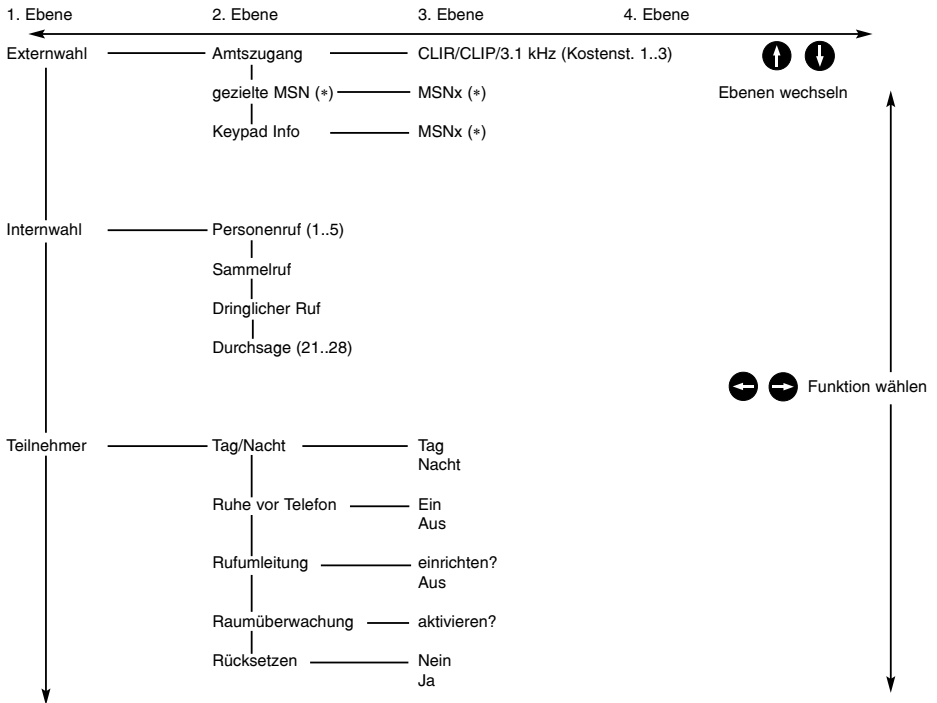 1. Ebene 2. Ebene 3. Ebene 4. Ebene
Externwahl Amtszugang CLIR/CLIP/3.1 kHz (Kostenst. 1..3)
gezielte MSN (*) MSNx (*) Ebenen wechseln
Keypad Info MSNx (*)
Internwahl Personenruf (1..5)
Sammelruf
Dringlicher Ruf
Durchsage (21..28)
Funktion wählen
Teilnehmer Tag/Nacht Tag
Nacht
Ruhe vor Telefon Ein
Aus
Rufumleitung einrichten?
Aus
Raumüberwachung aktivieren?
Rücksetzen Nein
Ja